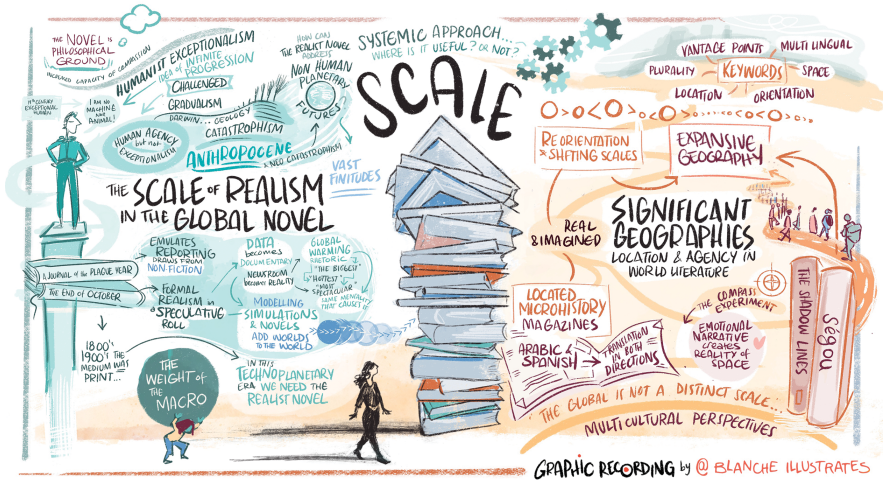 THE NOVEL IS
PHILOSOPHICAL
GROUND
INCREASED CAPACITY OF COMPASSION
HUMANIST EXCEPTIONALISM
IDEA OF INFINITE
PROGRESSION
CHALLENGED
GRADUALISM
DARWIN... GEOLOGY
CATASTROPHISM
HOW CAN
THE REALIST NOVEL
ADDRESS
NON HUMAN
PLANETARY
FUTURES
19TH CENTURY
EXCEPTIONAL
HUMAN
I AM NO
MACHINE
NOR
ANIMAL!
HUMAN AGENCY
but not
EXCEPTIONALISM
ANTHROPOCENE
& NEO CATASTROPHISM
VAST
FINITUDES
THE SCALE OF REALISM
IN THE GLOBAL NOVEL
A JOURNAL OF THE PLAGUE YEAR
THE END OF OCTOBER
EMULATES
REPORTING
DRAWS FROM
NON-FICTION
FORMAL
REALISM in
a SPECULATIVE
ROLL
DATA
becomes
DOCUMENTARY
NEWSROOM
becomes REALITY
GLOBAL
WARMING
RHETORIC
"THE BIGGEST"
"HOTTEST"
"MOST
SPECTACULAR"
SAME MENTALITY
THAT CAUSES IT
MODELLING
SIMULATIONS
& NOVELS
ADD WORLDS
TO THE WORLD
1800's
1900's THE
MEDIUM WAS
PRINT...
THE
WEIGHT of
THE
MACRO
IN THIS
TECHNOPLANETARY
ERA WE NEED THE
REALIST NOVEL
SYSTEMIC APPROACH...
WHERE IS IT USEFUL? OR NOT?
SCALE
VANTAGE POINTS
MULTI LINGUAL
PLURALITY
KEYWORDS
SPACE
LOCATION
ORIENTATION
REORIENTATION
& SHIFTING SCALES
EXPANSIVE
GEOGRAPHY
REAL
& IMAGINED
SIGNIFICANT
GEOGRAPHIES
LOCATION & AGENCY IN
WORLD LITERATURE
LOCATED
MICROHISTORY
MAGAZINES
ARABIC &
SPANISH
TRANSLATION
IN BOTH
DIRECTIONS
THE COMPASS
EXPERIMENT
EMOTIONAL
NARRATIVE
creates
REALITY OF
SPACE
THE SHADOW LINES
Ségou
THE GLOBAL IS NOT A DISTINCT SCALE...
MULTICULTURAL PERSPECTIVES
GRAPHIC RECORDING by @ BLANCHE ILLUSTRATES